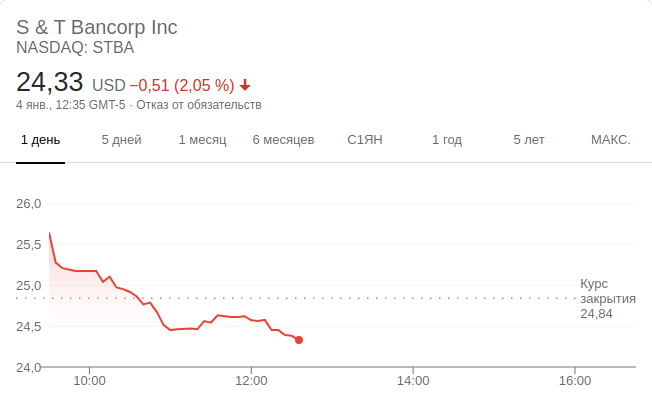 S & T Bancorp Inc
NASDAQ: STBA
24,33 USD −0,51 (2,05 %)
4 янв., 12:35 GMT-5 · Отказ от обязательств
1 день 5 дней 1 месяц 6 месяцев С1ЯН 1 год 5 лет МАКС.
26,0
25,5
25,0
24,5
24,0
Курс
закрытия
24,84
10:00 12:00 14:00 16:00